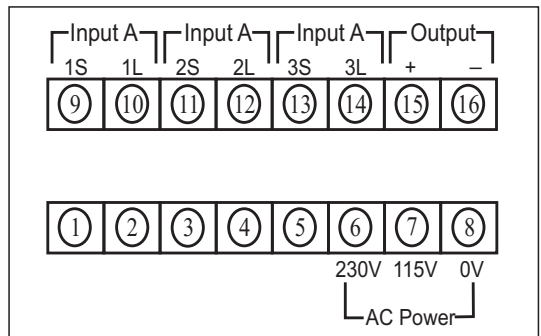 Input A Input A Input A Output
1S 1L 2S 2L 3S 3L + –
9 10 11 12 13 14 15 16
1 2 3 4 5 6 7 8
230V 115V 0V
AC Power